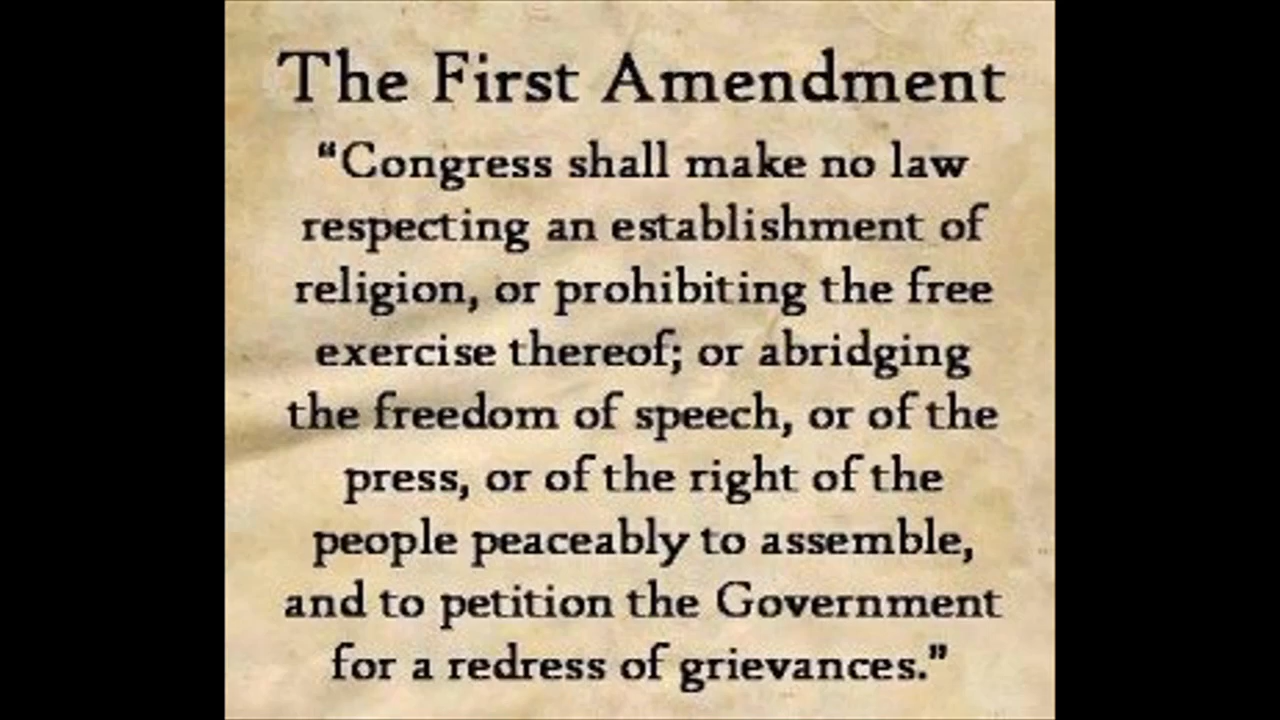 The First Amendment
“Congress shall make no law
respecting an establishment of
religion, or prohibiting the free
exercise thereof; or abridging
the freedom of speech, or of the
press, or of the right of the
people peaceably to assemble,
and to petition the Government
for a redress of grievances.”